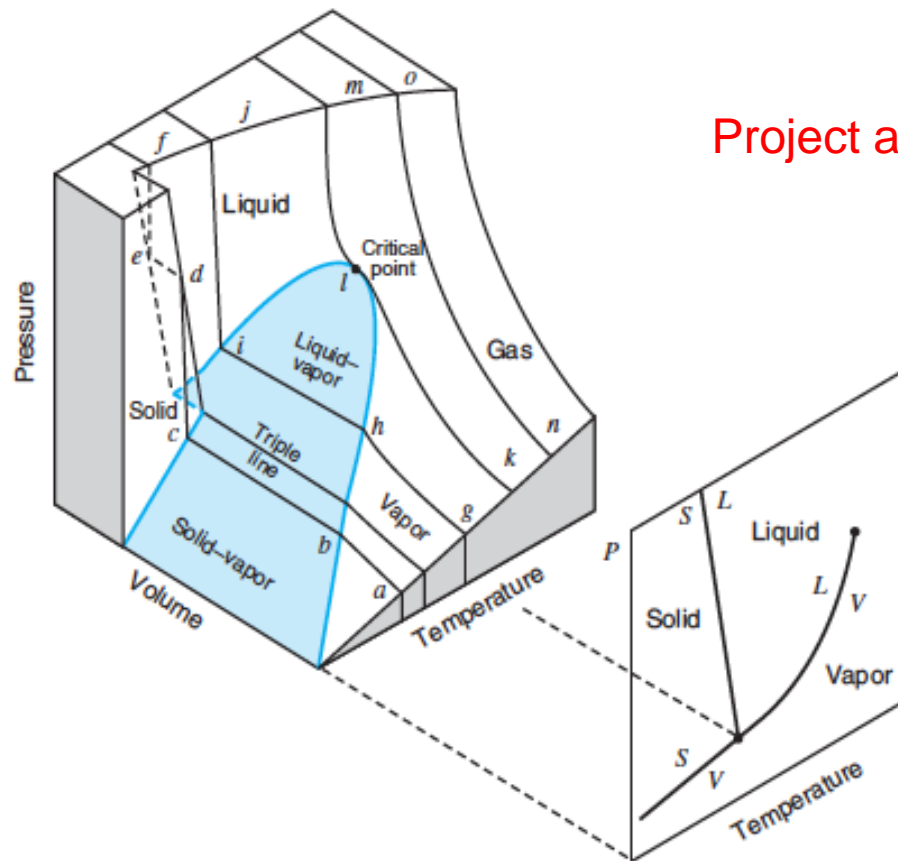 Project a
o
m
j
f
Liquid
Critical
point
e
d
l
Pressure
Liquid–
vapor
Gas
i
Solid
c
Triple
line
h
n
k
Vapor
g
Solid–vapor
b
a
Volume
Temperature
P
S
L
Liquid
L
V
Solid
Vapor
S
V
Temperature